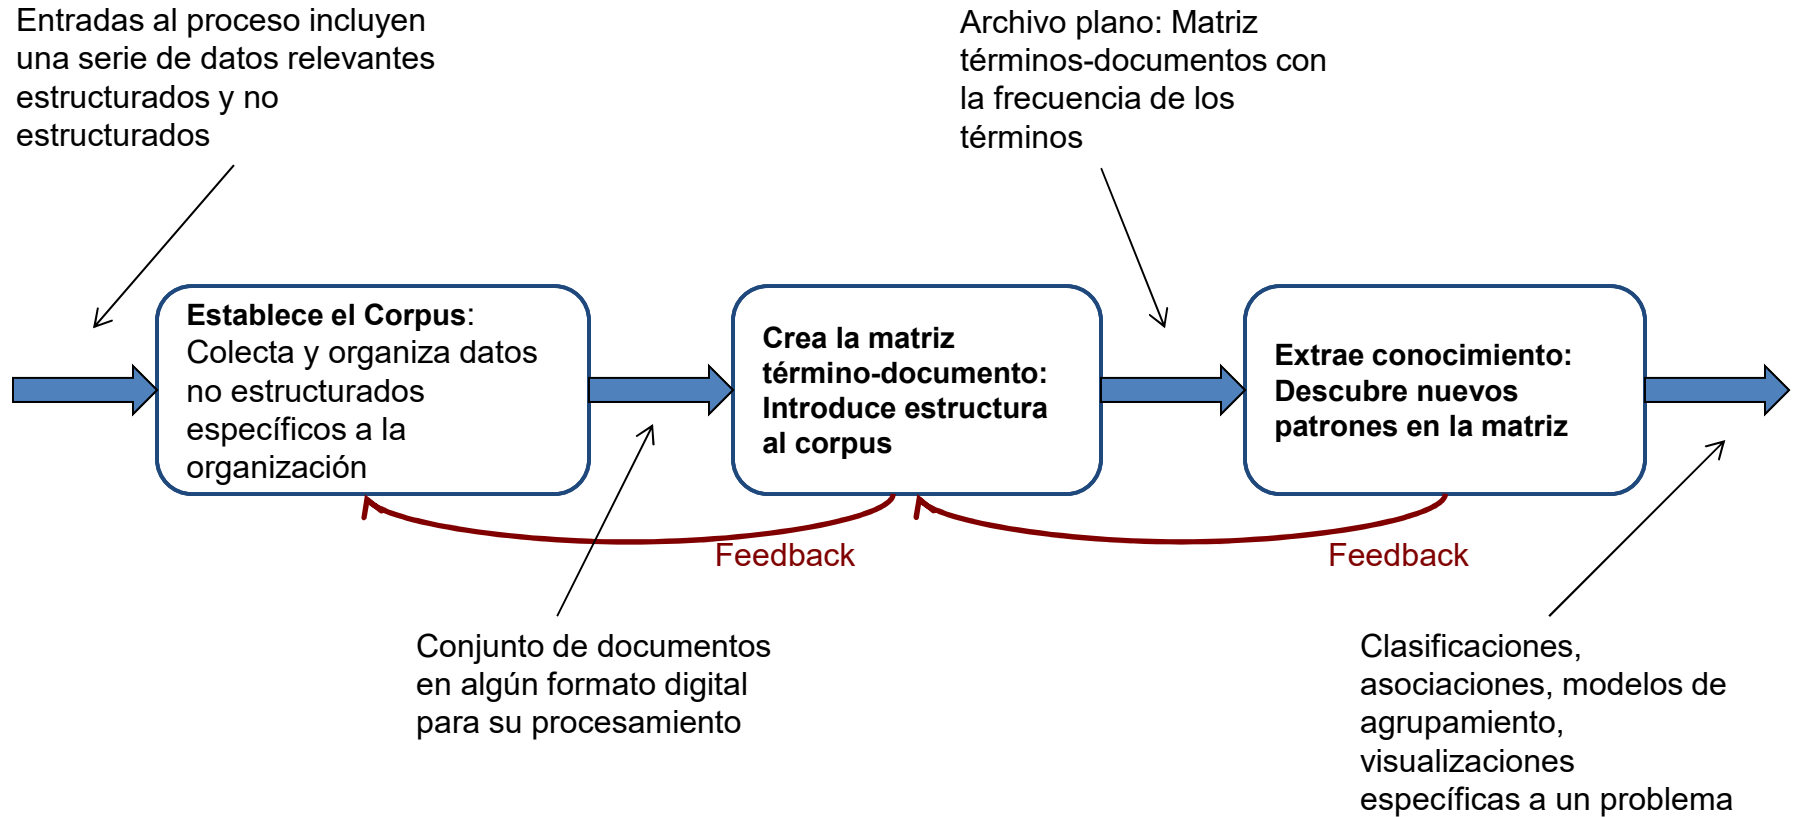 Entradas al proceso incluyen
una serie de datos relevantes
estructurados y no
estructurados
Archivo plano: Matriz
términos-documentos con
la frecuencia de los
términos
Establece el Corpus:
Colecta y organiza datos
no estructurados
específicos a la
organización
Crea la matriz
término-documento:
Introduce estructura
al corpus
Extrae conocimiento:
Descubre nuevos
patrones en la matriz
Feedback
Feedback
Conjunto de documentos
en algún formato digital
para su procesamiento
Clasificaciones,
asociaciones, modelos de
agrupamiento,
visualizaciones
específicas a un problema